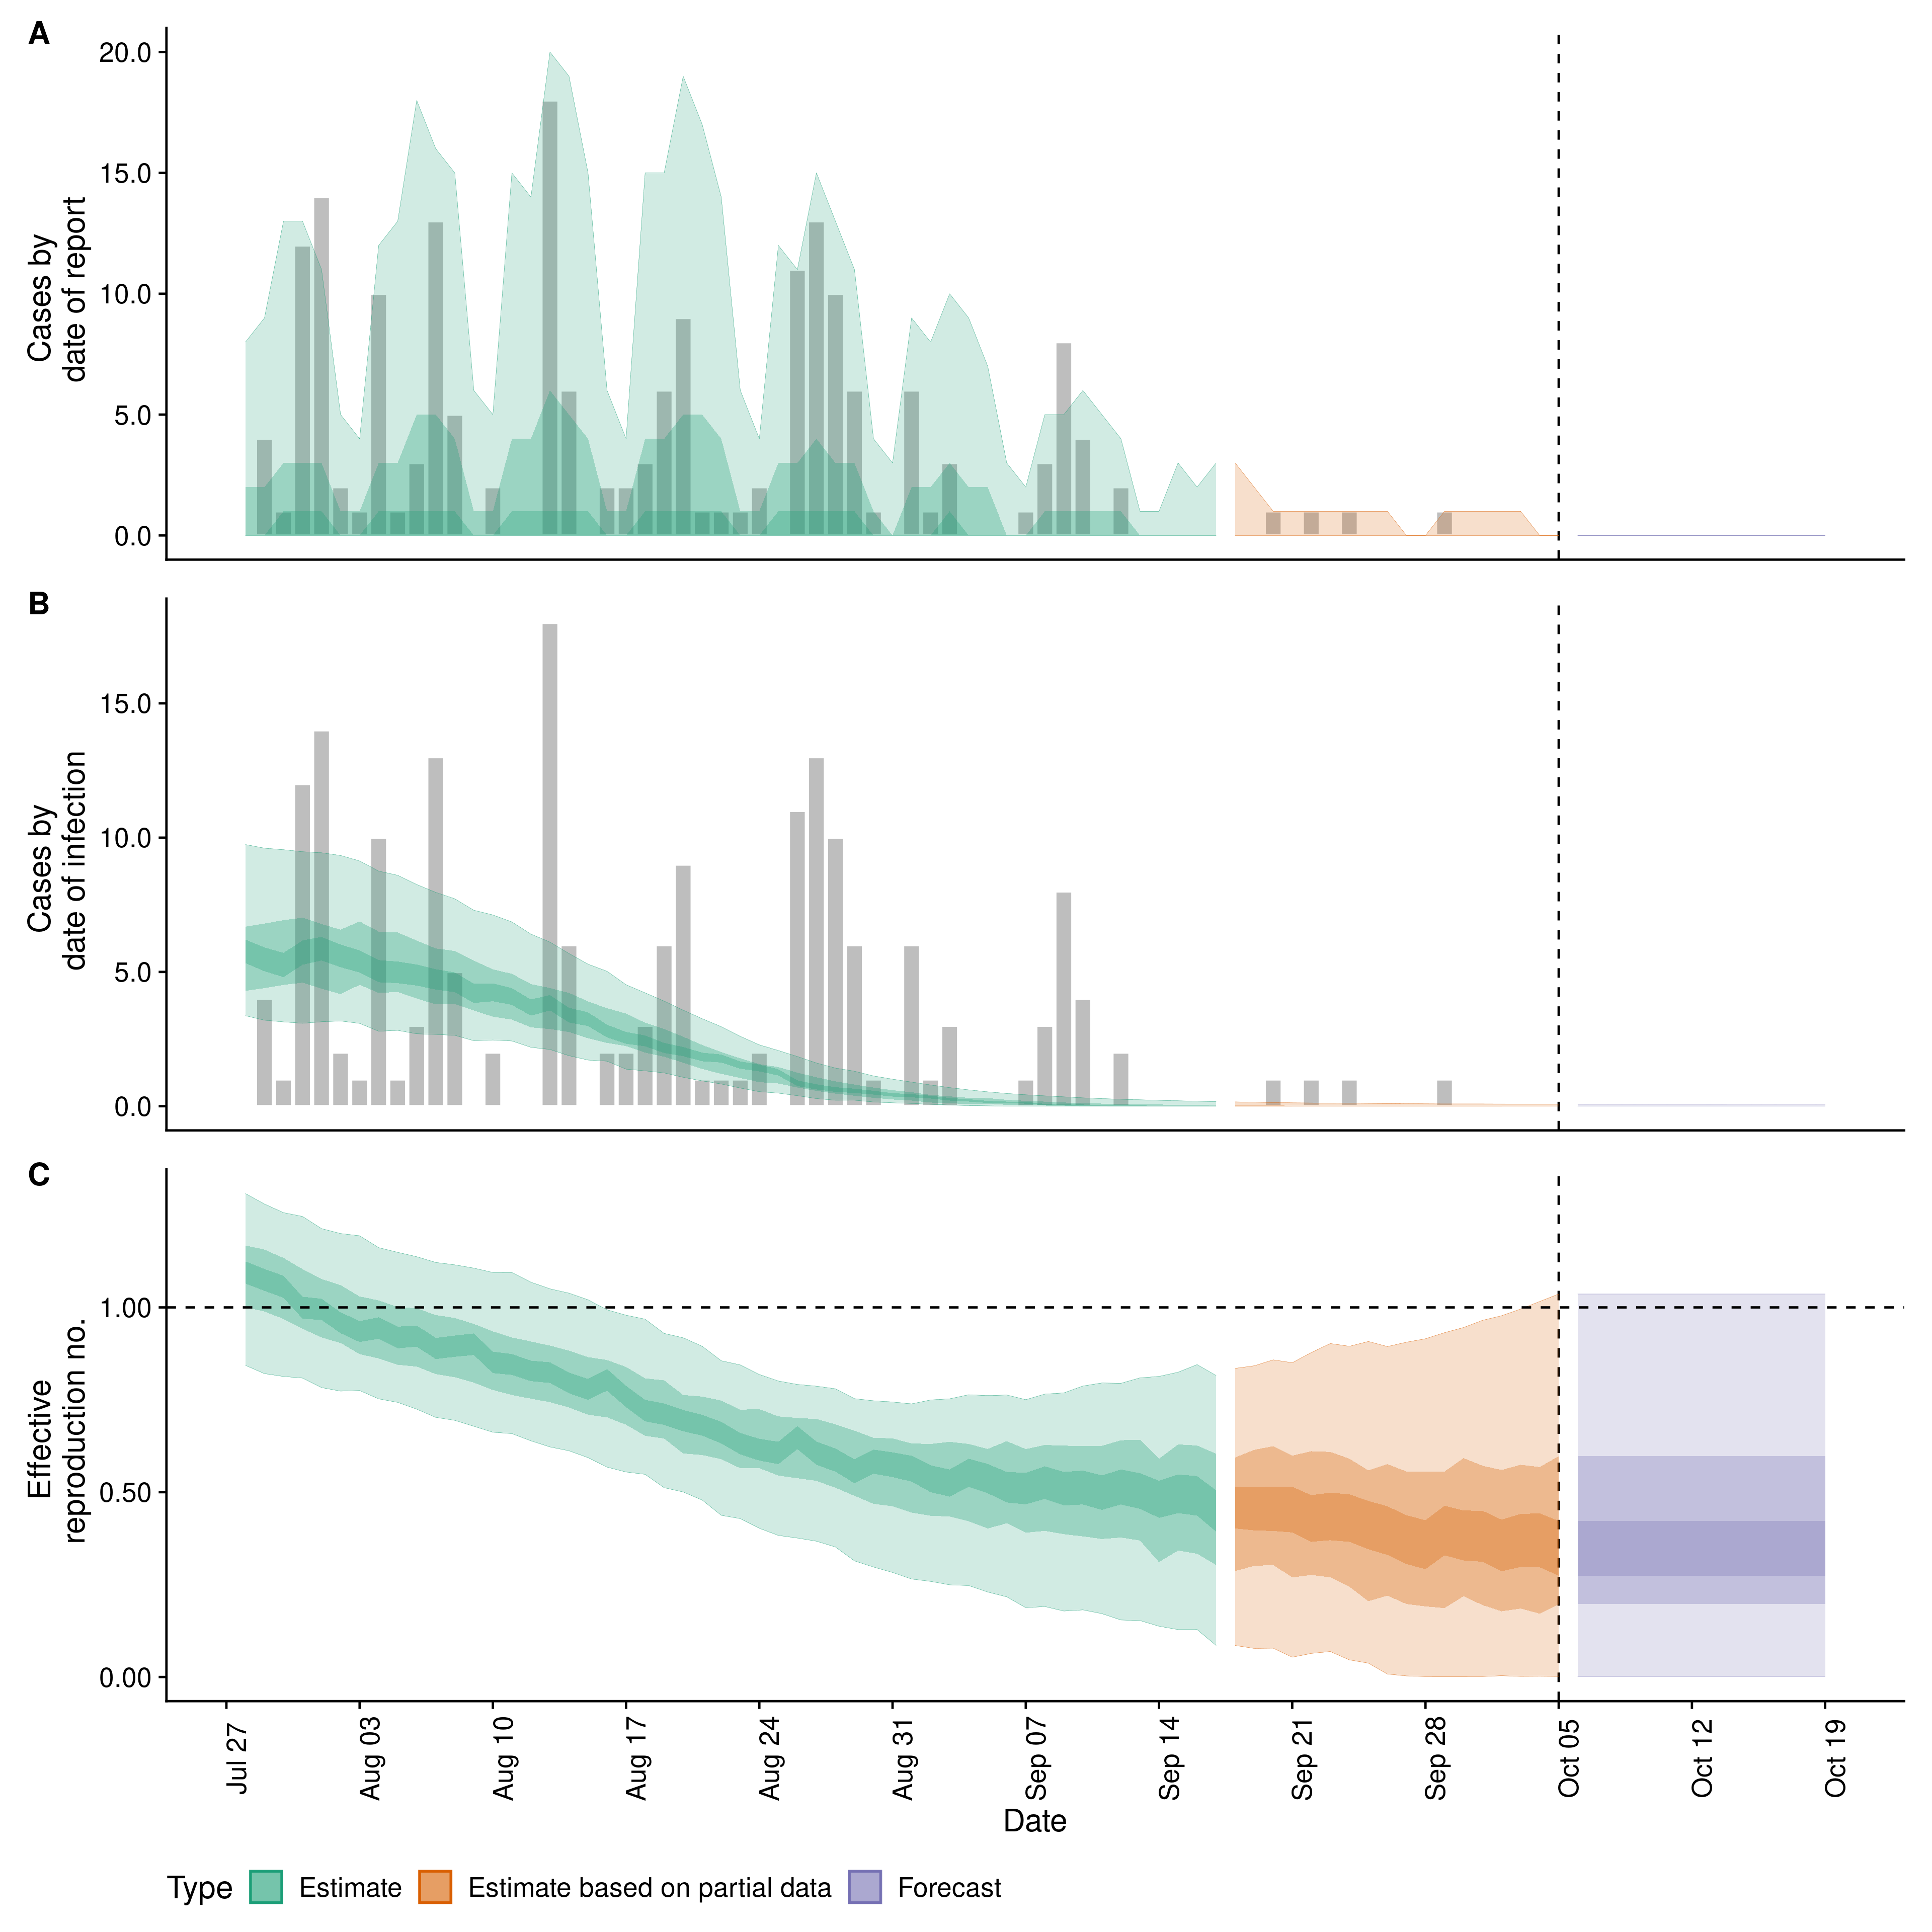 A
20.0
15.0
10.0
5.0
0.0
Cases by
date of report
B
15.0
10.0
5.0
0.0
Cases by
date of infection
C
1.00
0.50
0.00
Effective
reproduction no.
Jul 27
Aug 03
Aug 10
Aug 17
Aug 24
Aug 31
Sep 07
Sep 14
Sep 21
Sep 28
Oct 05
Oct 12
Oct 19
Date
Type
Estimate
Estimate based on partial data
Forecast